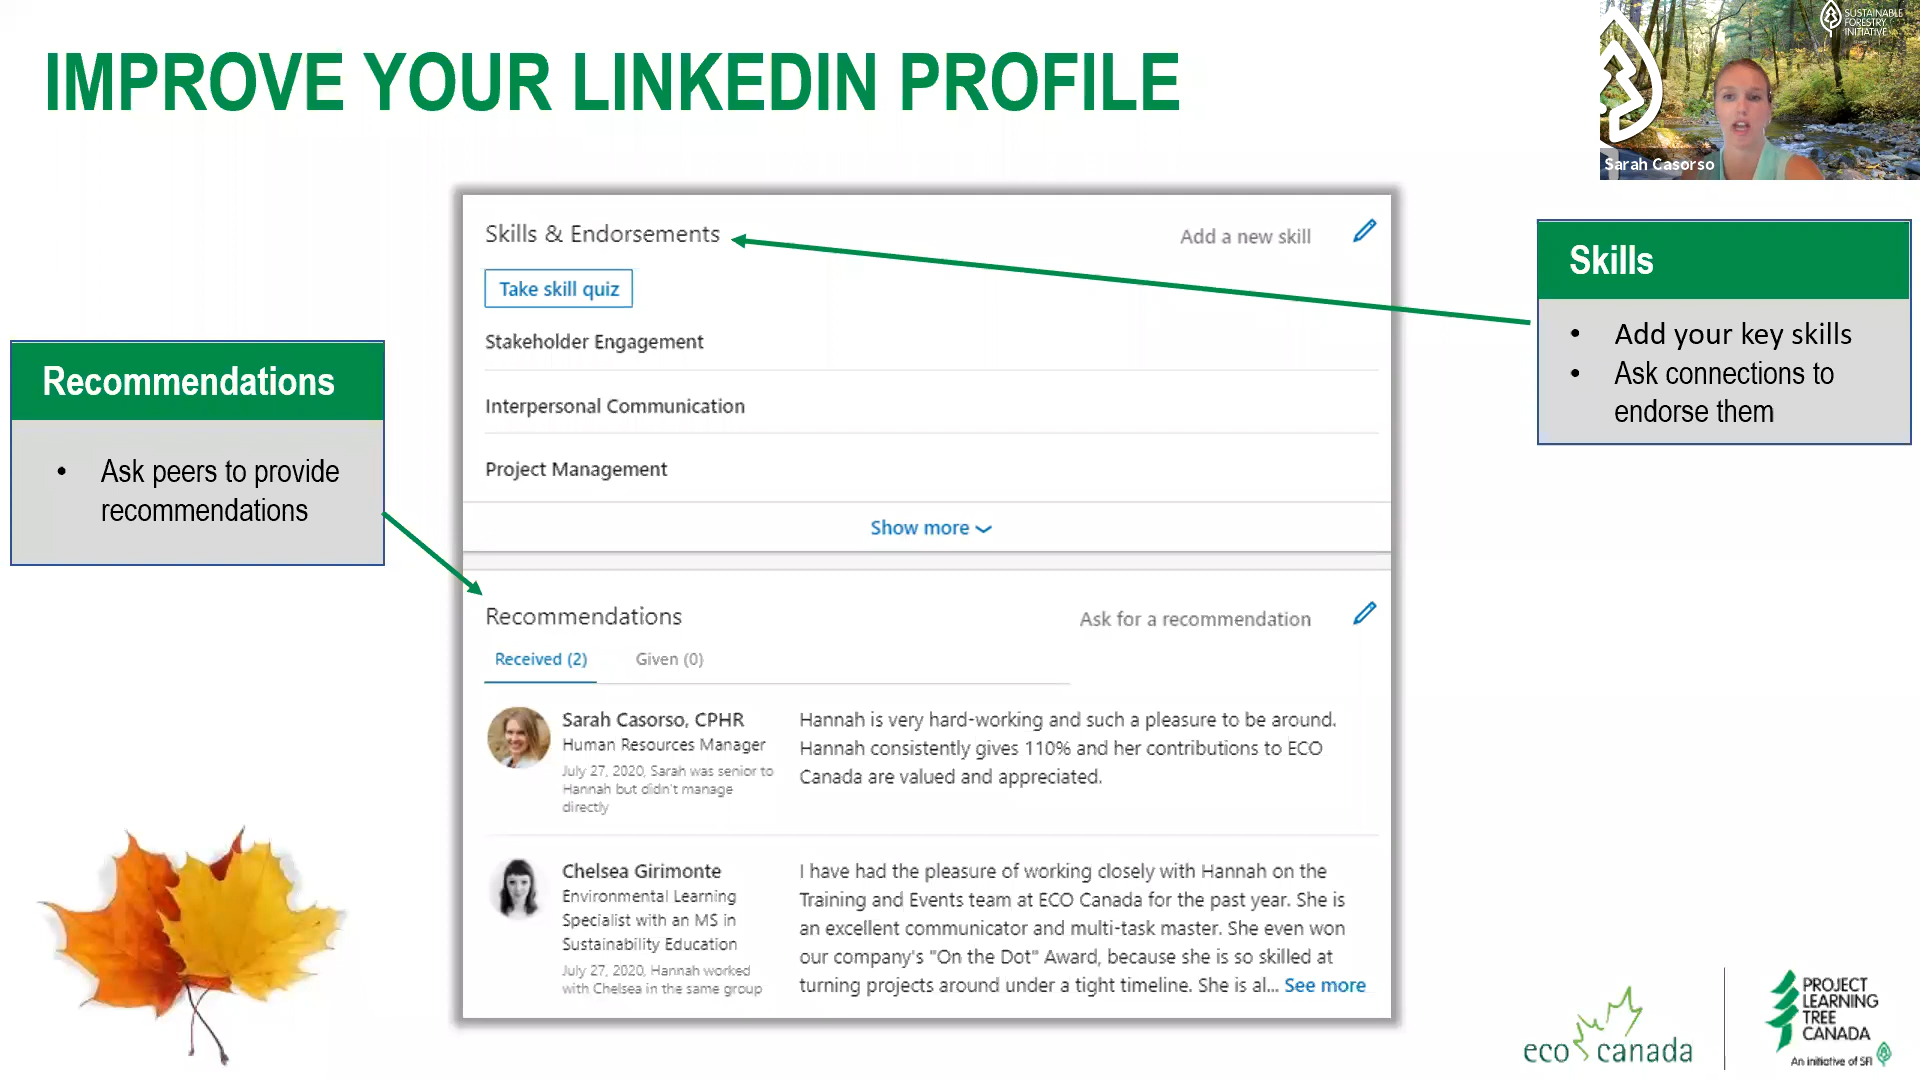 IMPROVE YOUR LINKEDIN PROFILE
SUSTAINABLE
FORESTRY
INITIATIVE
Sarah Casorso
Skills & Endorsements
Add a new skill
Take skill quiz
Stakeholder Engagement
Interpersonal Communication
Project Management
Show more
Skills
• Add your key skills
• Ask connections to
endorse them
Recommendations
• Ask peers to provide
recommendations
Recommendations
Ask for a recommendation
Received (2)
Given (0)
Sarah Casorso, CPHR
Human Resources Manager
July 27, 2020, Sarah was senior to
Hannah but didn't manage
directly
Hannah is very hard-working and such a pleasure to be around.
Hannah consistently gives 110% and her contributions to ECO
Canada are valued and appreciated.
Chelsea Girimonte
Environmental Learning
Specialist with an MS in
Sustainability Education
July 27, 2020, Hannah worked
with Chelsea in the same group
I have had the pleasure of working closely with Hannah on the
Training and Events team at ECO Canada for the past year. She is
an excellent communicator and multi-task master. She even won
our company's "On the Dot" Award, because she is so skilled at
turning projects around under a tight timeline. She is al... See more
eco canada
PROJECT
LEARNING
TREE
CANADA
An initiative of SFI